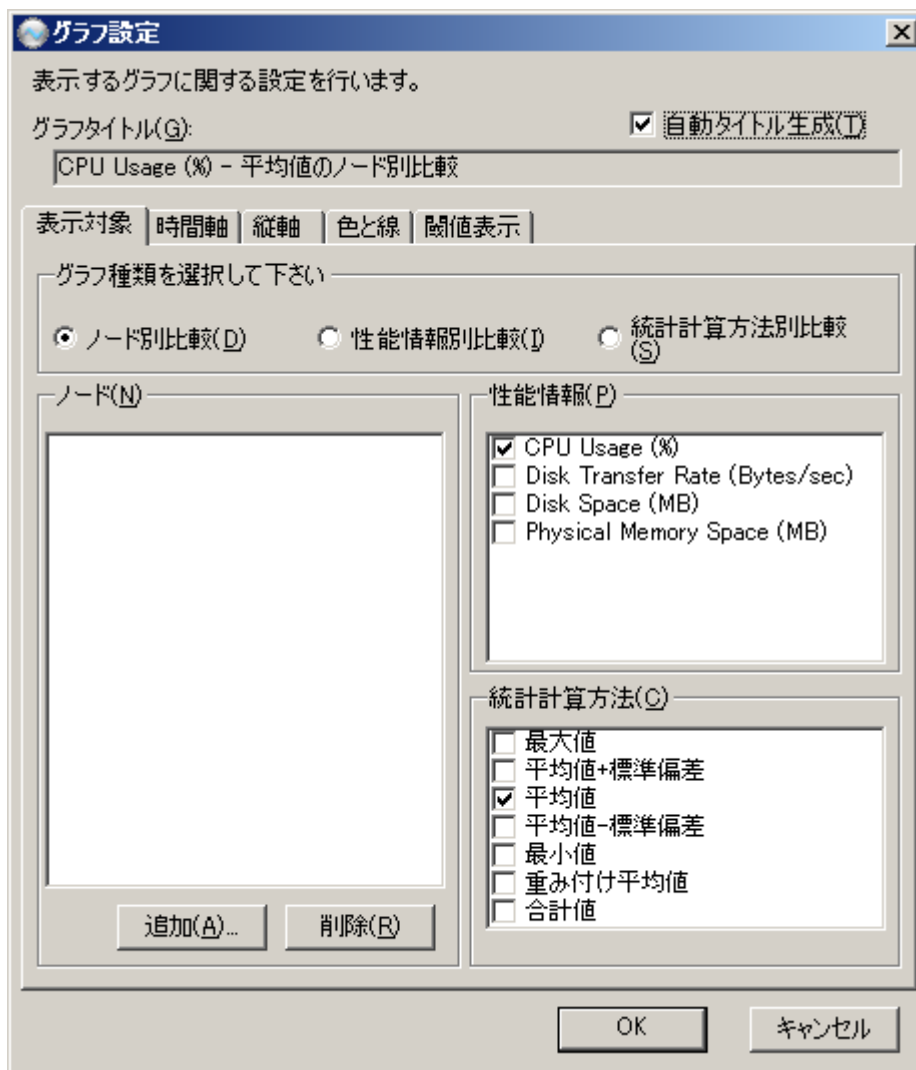 グラフ設定
表示するグラフに関する設定を行います。
グラフタイトル(G):
自動タイトル生成(T)
CPU Usage (%) - 平均値のノード別比較
表示対象
時間軸
縦軸
色と線
閾値表示
グラフ種類を選択して下さい
ノード別比較(D)
性能情報別比較(I)
統計計算方法別比較
(S)
ノード(N)
性能情報(P)
CPU Usage (%)
Disk Transfer Rate (Bytes/sec)
Disk Space (MB)
Physical Memory Space (MB)
統計計算方法(C)
最大値
平均値+標準偏差
平均値
平均値-標準偏差
最小値
重み付け平均値
合計値
追加(A)...
削除(R)
OK
キャンセル